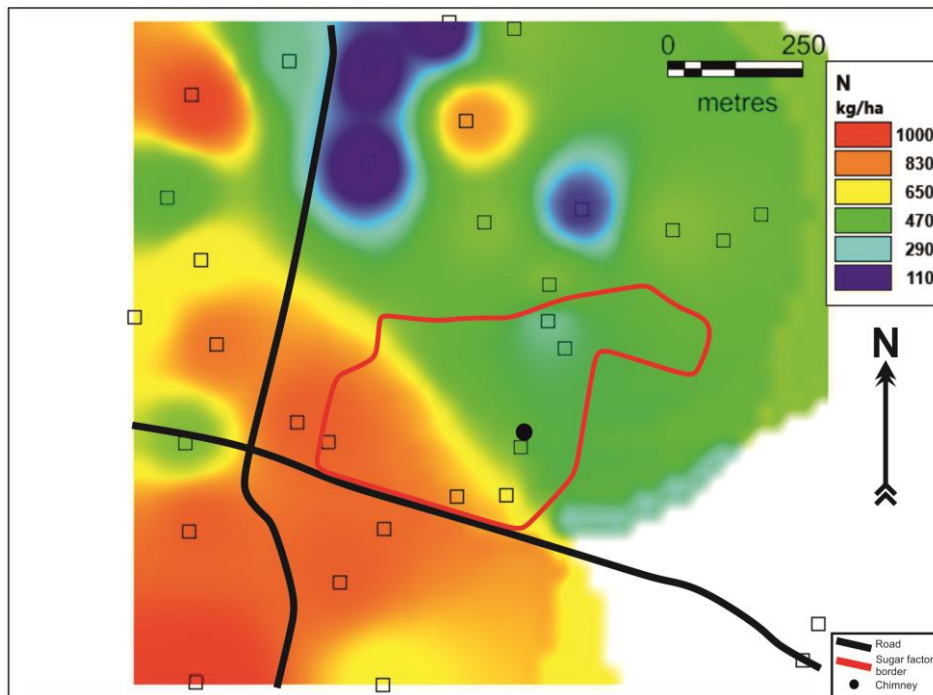 0 250
metres
N
kg/ha
1000
830
650
470
290
110
N
Road
Sugar factor
border
Chimney